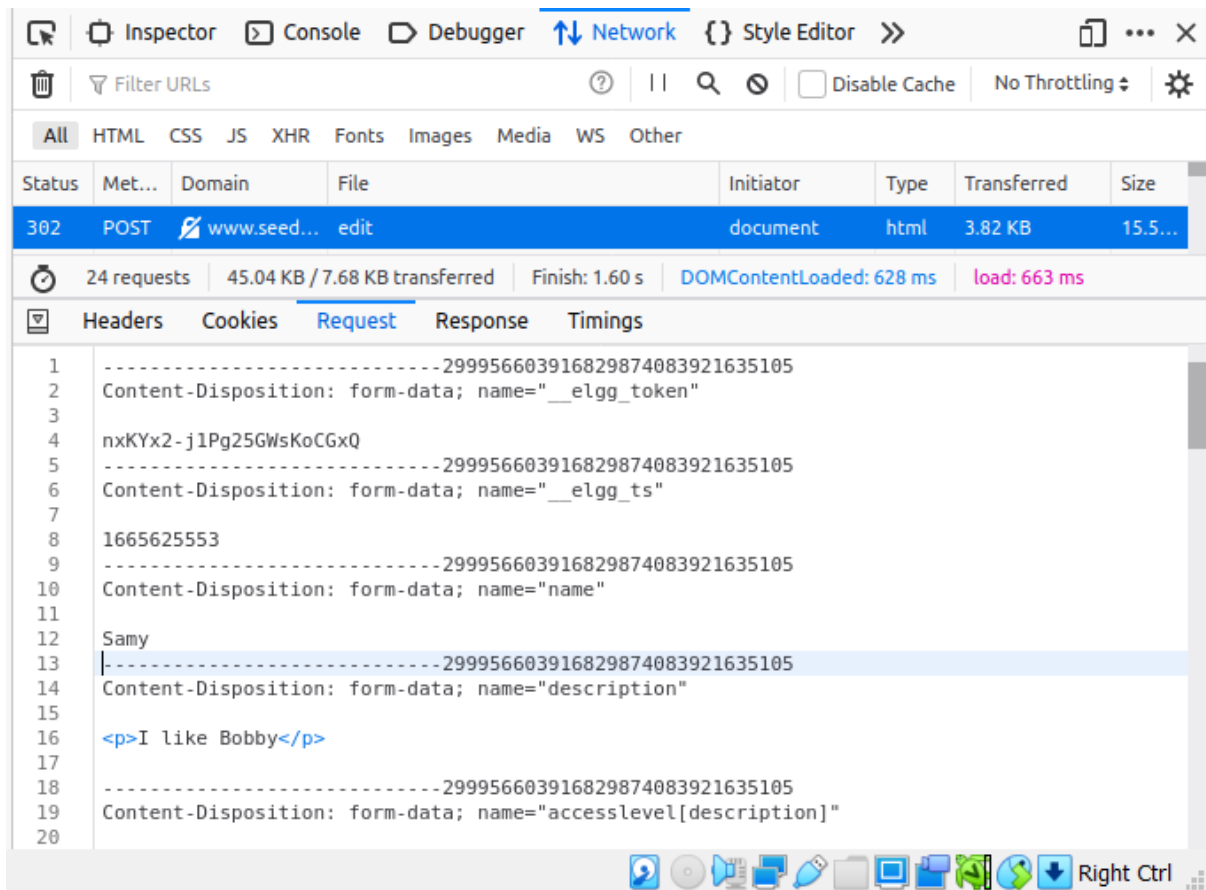 Inspector Console Debugger Network {} Style Editor
Filter URLs Disable Cache No Throttling
All HTML CSS JS XHR Fonts Images Media WS Other
Status Met... Domain File Initiator Type Transferred Size
302 POST www.seed... edit document html 3.82 KB 15.5...
24 requests 45.04 KB / 7.68 KB transferred Finish: 1.60 s DOMContentLoaded: 628 ms load: 663 ms
Headers Cookies Request Response Timings
1 -----------------------------299956603916829874083921635105
2 Content-Disposition: form-data; name="__elgg_token"
3
4 nxKYx2-j1Pg25GWsKoCGxQ
5 -----------------------------299956603916829874083921635105
6 Content-Disposition: form-data; name="__elgg_ts"
7
8 1665625553
9 -----------------------------299956603916829874083921635105
10 Content-Disposition: form-data; name="name"
11
12 Samy
13 -----------------------------299956603916829874083921635105
14 Content-Disposition: form-data; name="description"
15
16 <p>I like Bobby</p>
17
18 -----------------------------299956603916829874083921635105
19 Content-Disposition: form-data; name="accesslevel[description]"
20
Right Ctrl